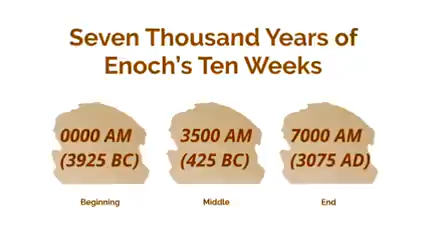 Seven Thousand Years of
Enoch's Ten Weeks
0000 AM
(3925 BC)
3500 AM
(425 BC)
7000 AM
(3075 AD)
Beginning
Middle
End